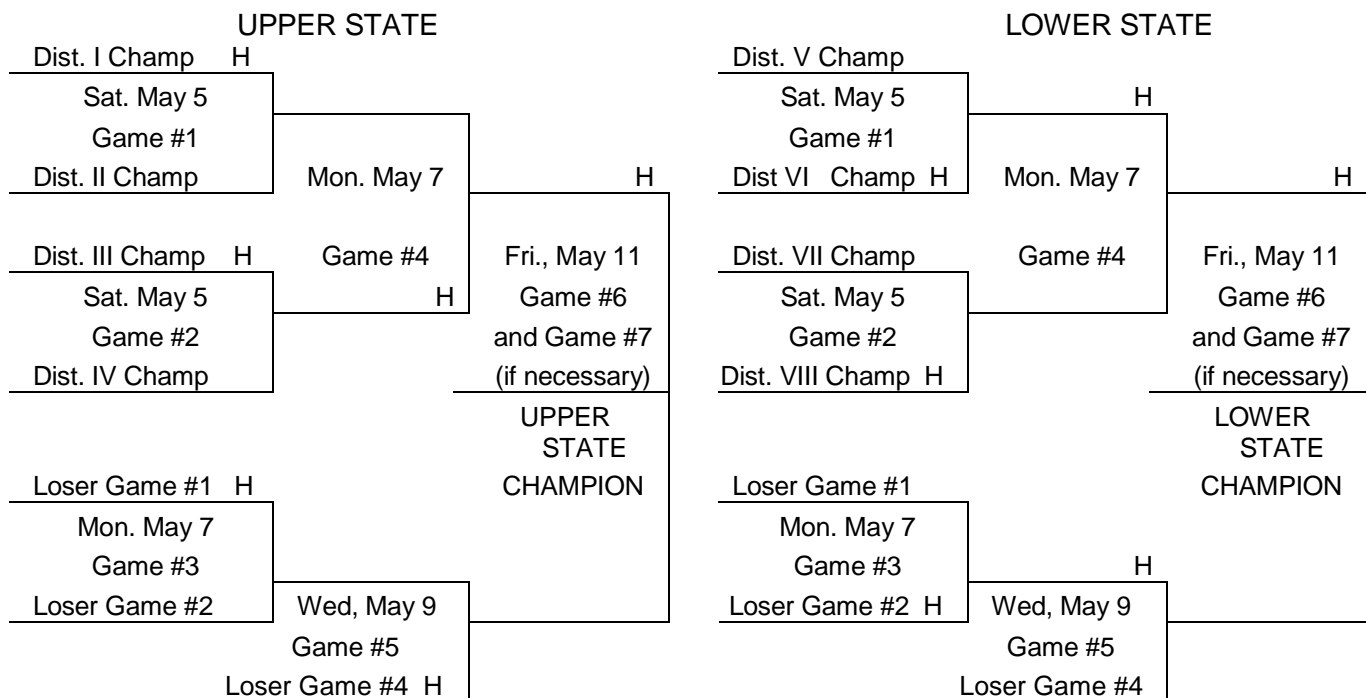 UPPER STATE
Dist. I Champ H
Sat. May 5
Game #1
Dist. II Champ
Mon. May 7
H
Dist. III Champ H
Game #4
Fri., May 11
Sat. May 5
H
Game #6
Game #2
and Game #7
Dist. IV Champ
(if necessary)
UPPER
STATE
CHAMPION
Loser Game #1 H
Mon. May 7
Game #3
Loser Game #2
Wed, May 9
Game #5
Loser Game #4 H
LOWER STATE
Dist. V Champ
Sat. May 5
H
Game #1
Dist VI Champ H
Mon. May 7
H
Dist. VII Champ
Game #4
Fri., May 11
Sat. May 5
Game #6
Game #2
and Game #7
Dist. VIII Champ H
(if necessary)
LOWER
STATE
CHAMPION
Loser Game #1
Mon. May 7
Game #3
H
Loser Game #2 H
Wed, May 9
Game #5
Loser Game #4